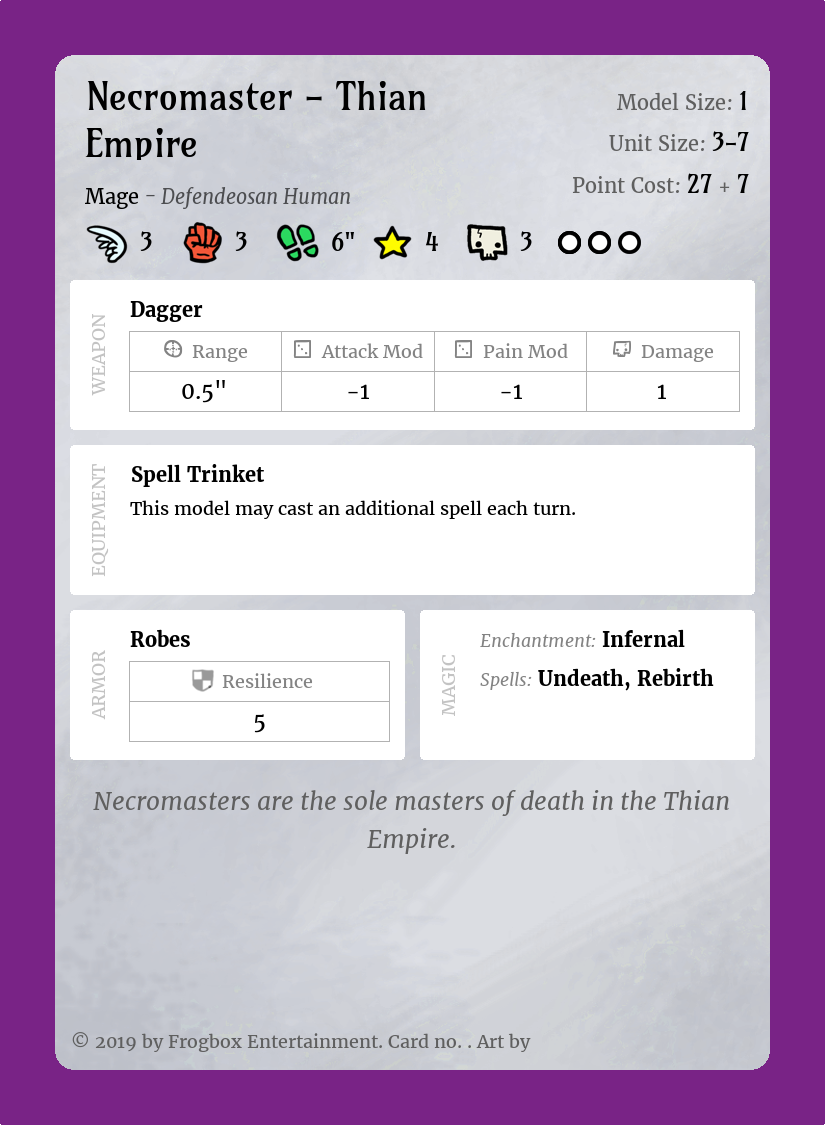 Necromaster – Thian
Empire
Model Size: 1
Unit Size: 3–7
Point Cost: 27 + 7
Mage – Defendeosan Human
3 3 6" 4 3
WEAPON
Dagger
Range Attack Mod Pain Mod Damage
0.5" -1 -1 1
EQUIPMENT
Spell Trinket
This model may cast an additional spell each turn.
ARMOR
Robes
Resilience
5
MAGIC
Enchantment: Infernal
Spells: Undeath, Rebirth
Necromasters are the sole masters of death in the Thian
Empire.
© 2019 by Frogbox Entertainment. Card no. . Art by